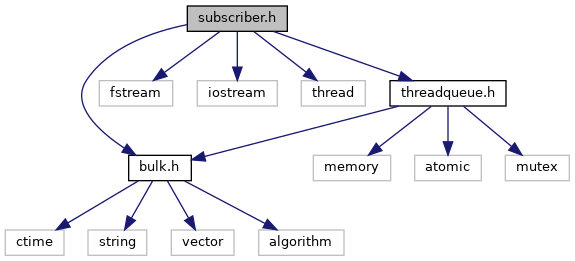 subscriber.h
fstream
iostream
thread
threadqueue.h
bulk.h
memory
atomic
mutex
ctime
string
vector
algorithm